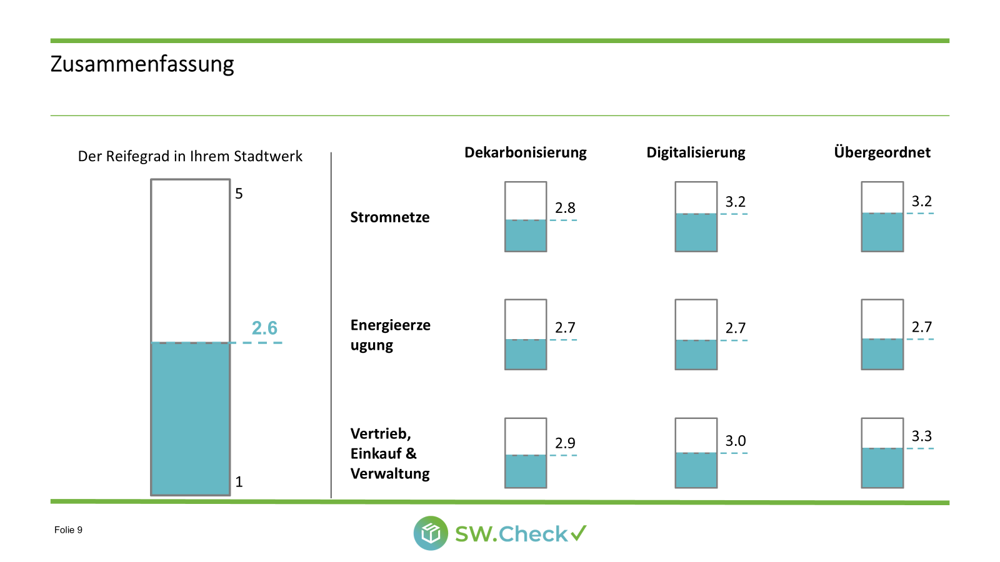 Zusammenfassung
Der Reifegrad in Ihrem Stadtwerk
5
2.6
1
Dekarbonisierung
Digitalisierung
Übergeordnet
Stromnetze
2.8
3.2
3.2
Energieerze
ugung
2.7
2.7
2.7
Vertrieb,
Einkauf &
Verwaltung
2.9
3.0
3.3
Folie 9
SW.Check